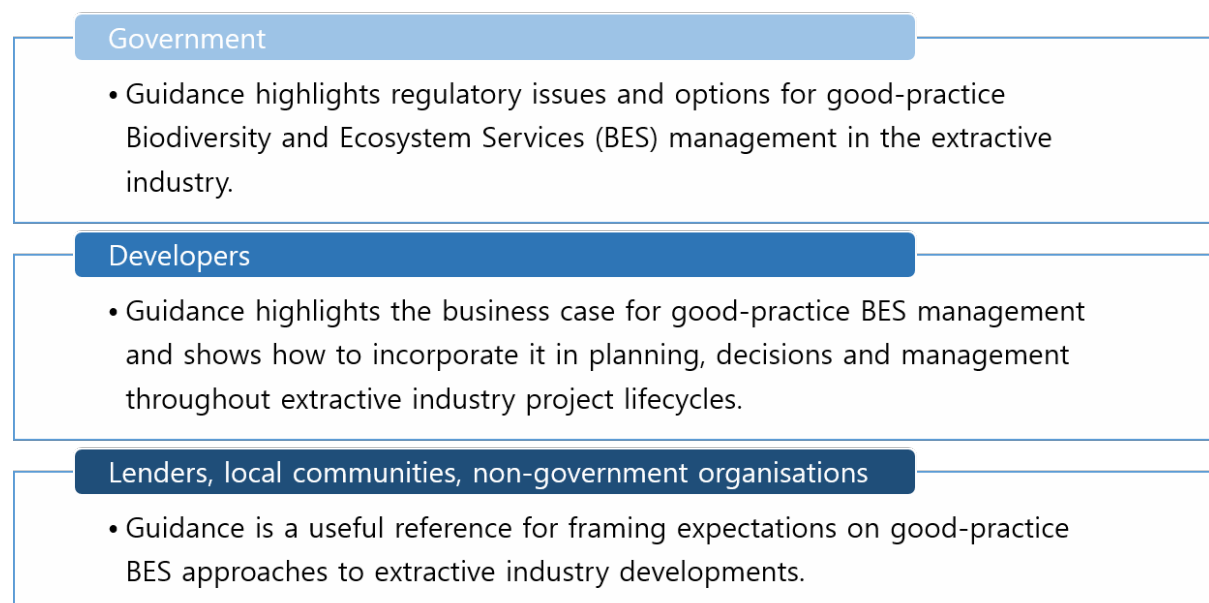 Government
• Guidance highlights regulatory issues and options for good-practice
Biodiversity and Ecosystem Services (BES) management in the extractive
industry.
Developers
• Guidance highlights the business case for good-practice BES management
and shows how to incorporate it in planning, decisions and management
throughout extractive industry project lifecycles.
Lenders, local communities, non-government organisations
• Guidance is a useful reference for framing expectations on good-practice
BES approaches to extractive industry developments.